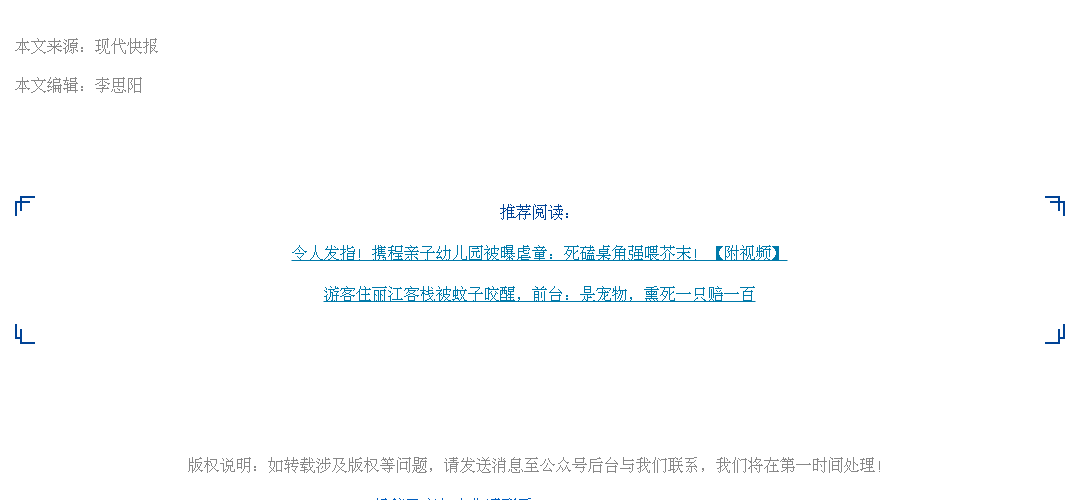 本文来源：现代快报
本文编辑：李思阳
推荐阅读：
令人发指！携程亲子幼儿园被曝虐童：死磕桌角强喂芥末！【附视频】
游客住丽江客栈被蚊子咬醒，前台：是宠物，熏死一只赔一百
版权说明：如转载涉及版权等问题，请发送消息至公众号后台与我们联系，我们将在第一时间处理！